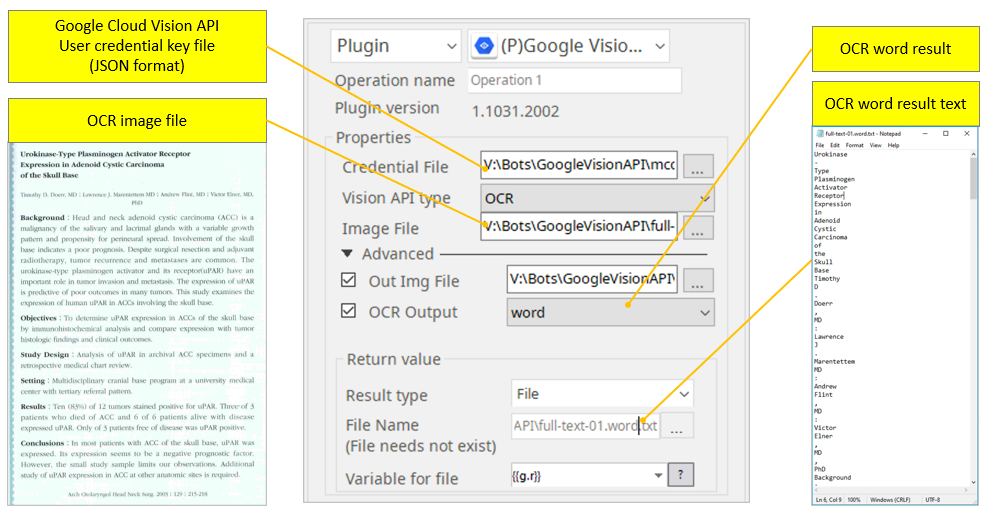 Google Cloud Vision API
User credential key file
(JSON format)
OCR image file
Urokinase-Type Plasminogen Activator Receptor
Expression in Adenoid Cystic Carcinoma
of the Skull Base
Timothy D. Doerr, MD ; Lawrence J. Marentettem MD ; Andrew Flint, MD ; Victor Elner, MD,
PhD
Background : Head and neck adenoid cystic carcinoma (ACC) is a
malignancy of the salivary and lacrimal glands with a variable growth
pattern and propensity for perineural spread. Involvement of the skull
base indicates a poor prognosis. Despite surgical resection and adjuvant
radiotherapy, tumor recurrence and metastases are common. The
urokinase-type plasminogen activator and its receptor(uPAR) have an
important role in tumor invasion and metastasis. The expression of uPAR
is predictive of poor outcomes in many tumors. This study examines the
expression of human uPAR in ACCs involving the skull base.
Objectives : To determine uPAR expression in ACCs of the skull base
by immunohistochemical analysis and compare expression with tumor
histologic findings and clinical outcomes.
Study Design : Analysis of uPAR in archival ACC specimens and a
retrospective medical chart review.
Setting : Multidisciplinary cranial base program at a university medical
center with tertiary referral pattern.
Results : Ten (83%) of 12 tumors stained positive for uPAR. Three of 3
patients who died of ACC and 6 of 6 patients alive with disease
expressed uPAR. Only of 3 patients free of disease was uPAR positive.
Conclusions : In most patients with ACC of the skull base, uPAR was
expressed. Its expression seems to be a negative prognostic factor.
However, the small study sample limits our observations. Additional
study of uPAR expression in ACC at other anatomic sites is required.
Arch Otolaryngol Head Neck Surg. 2003 : 129 : 215-218
Plugin
(P)Google Visio...
Operation name
Operation 1
Plugin version
1.1031.2002
Properties
Credential File
V:\Bots\GoogleVisionAPI\mcc
...
Vision API type
OCR
Image File
V:\Bots\GoogleVisionAPI\full-
...
Advanced
Out Img File
V:\Bots\GoogleVisionAPI\
...
OCR Output
word
Return value
Result type
File
File Name
API\full-text-01.word.txt
...
(File needs not exist)
Variable for file
{{g.r}}
?
OCR word result
OCR word result text
full-text-01.word.txt - Notepad
File Edit Format View Help
Urokinase
-
Type
Plasminogen
Activator
Receptor
Expression
in
Adenoid
Cystic
Carcinoma
of
the
Skull
Base
Timothy
D
.
Doerr
,
MD
:
Lawrence
J
.
Marentettem
MD
:
Andrew
Flint
,
MD
:
Victor
Elner
,
MD
,
PhD
Background
:
Ln 6, Col 9 100% Windows (CRLF) UTF-8